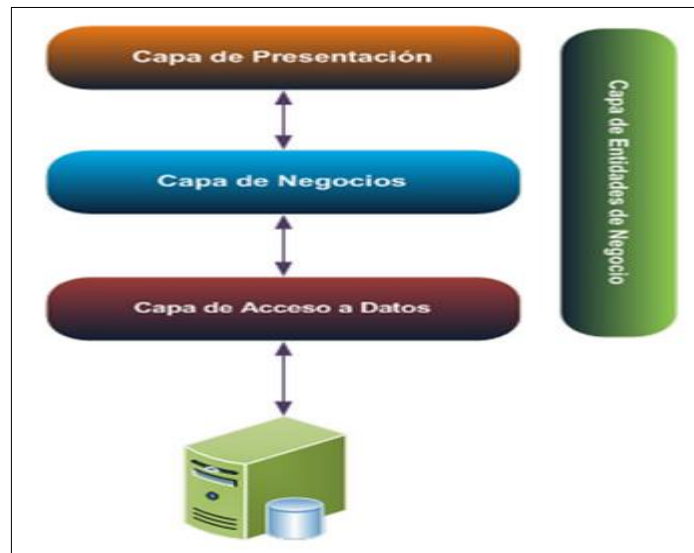 Capa de Presentación
Capa de Negocios
Capa de Acceso a Datos
Capa de Entidades de Negocio